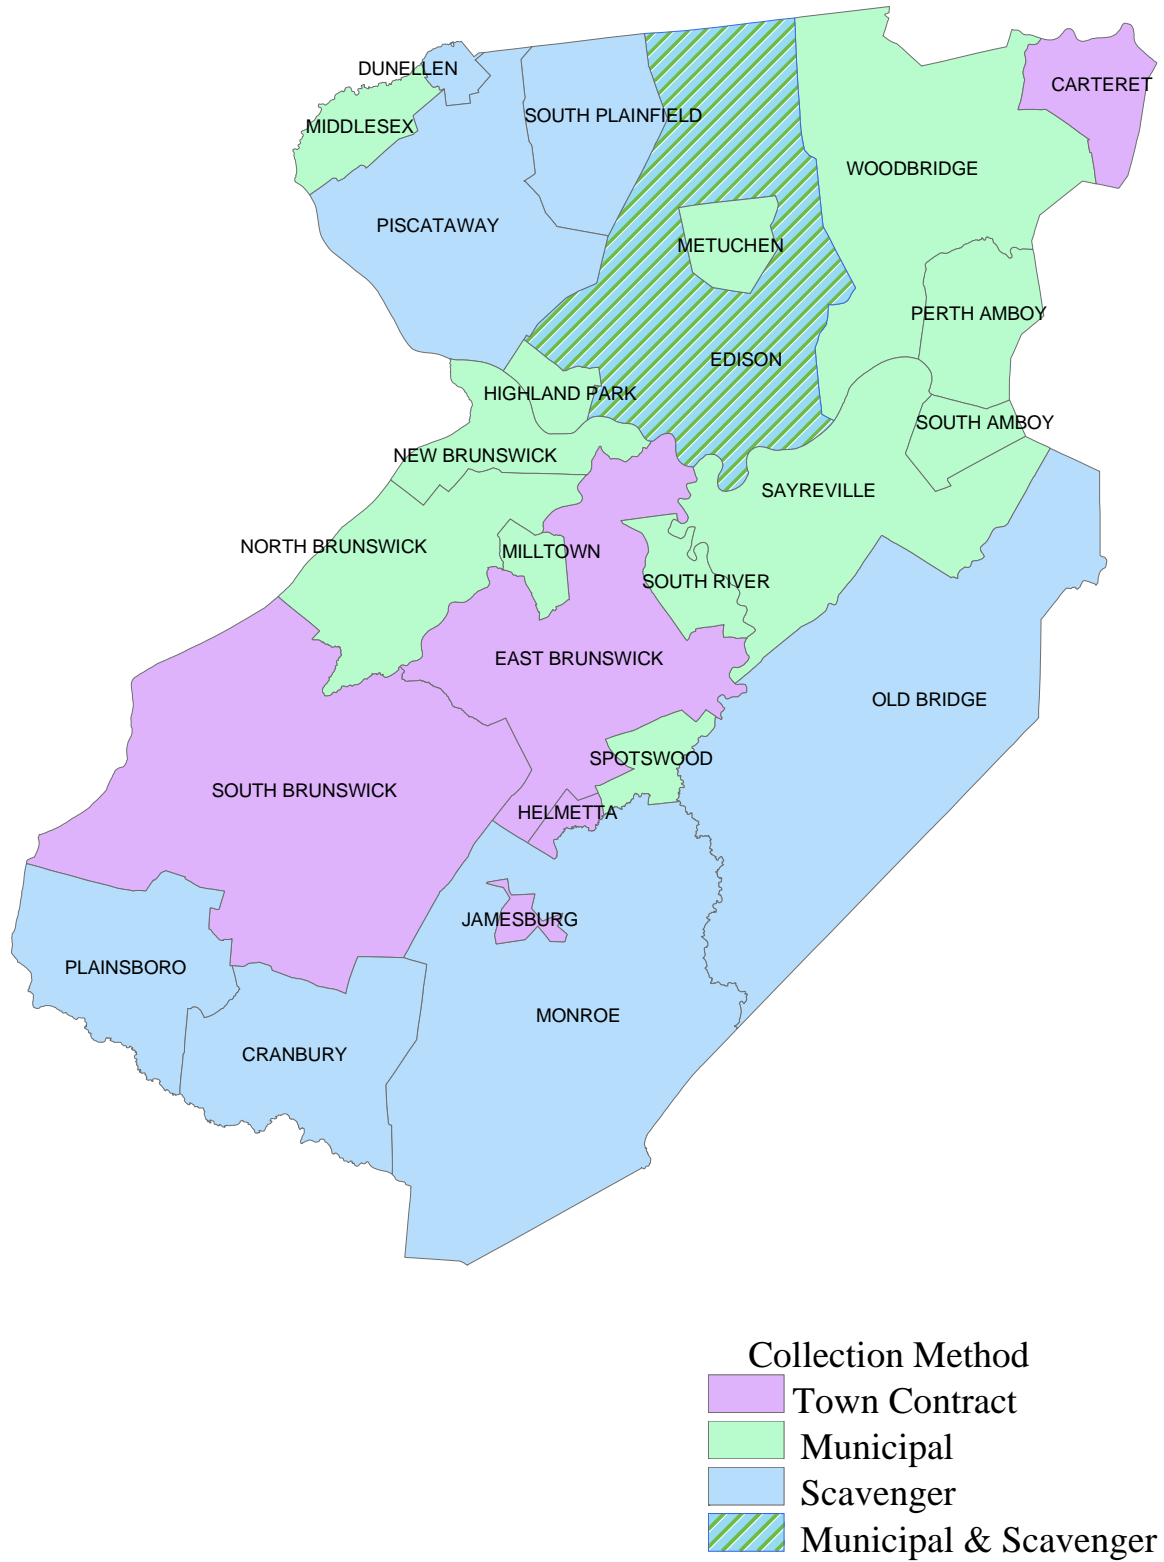 DUNELLEN
CARTERET
SOUTH PLAINFIELD
MIDDLESEX
WOODBRIDGE
PISCATAWAY
METUCHEN
PERTH AMBOY
EDISON
HIGHLAND PARK
SOUTH AMBOY
NEW BRUNSWICK
SAYREVILLE
NORTH BRUNSWICK
MILLTOWN
SOUTH RIVER
EAST BRUNSWICK
OLD BRIDGE
SPOTSWOOD
SOUTH BRUNSWICK
HELMETTA
JAMESBURG
PLAINSBORO
MONROE
CRANBURY
Collection Method
Town Contract
Municipal
Scavenger
Municipal & Scavenger